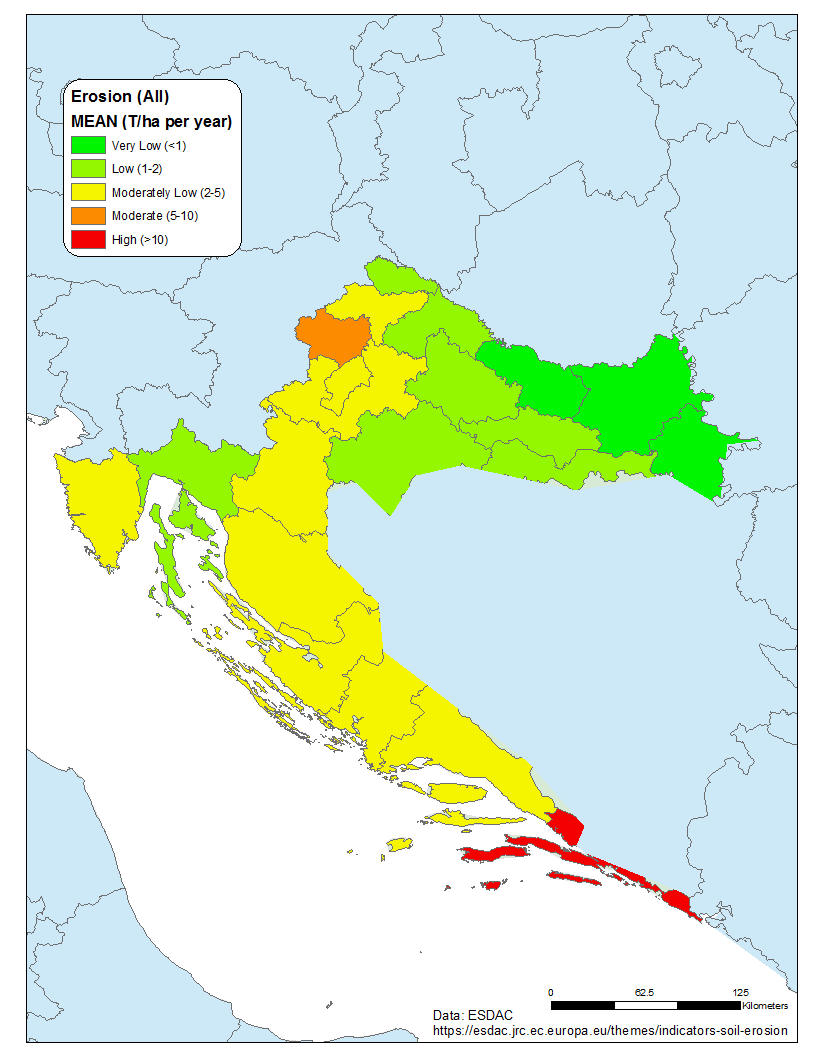 Erosion (All)
MEAN (T/ha per year)
Very Low (<1)
Low (1-2)
Moderately Low (2-5)
Moderate (5-10)
High (>10)
0 62.5 125
Kilometers
Data: ESDAC
https://esdac.jrc.ec.europa.eu/themes/indicators-soil-erosion